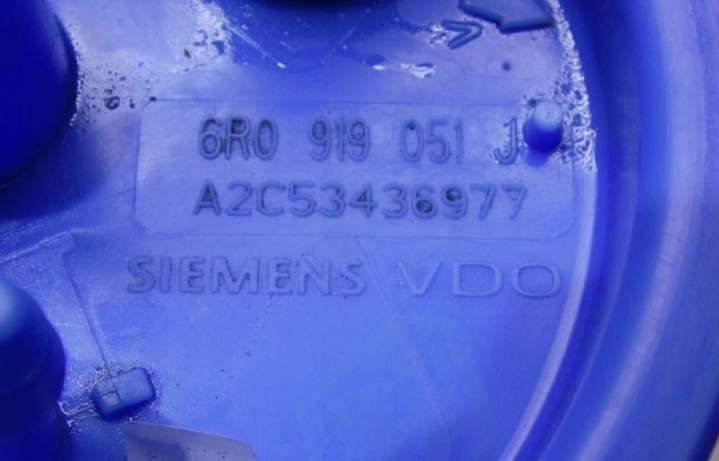 6R0 919 051 J
A2C53436977
SIEMENS VDO